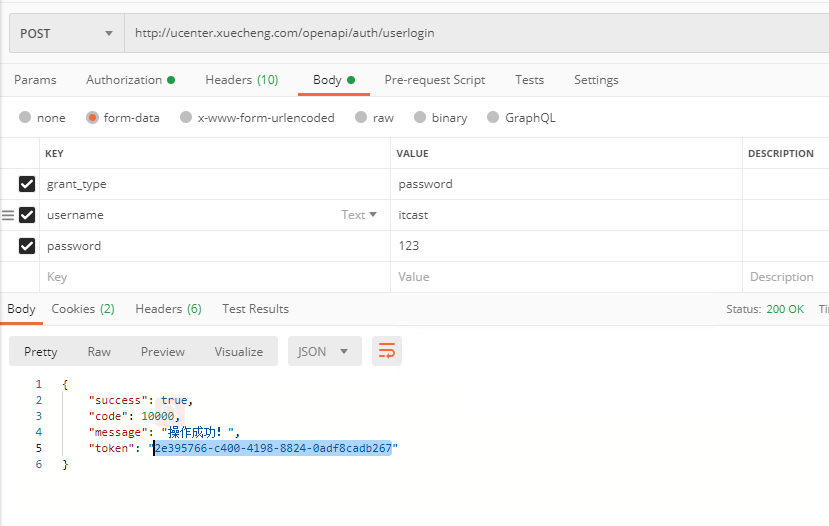 POST http://ucenter.xuecheng.com/openapi/auth/userlogin
Params Authorization Headers (10) Body Pre-request Script Tests Settings
none form-data x-www-form-urlencoded raw binary GraphQL
KEY VALUE DESCRIPTION
grant_type password
username Text itcast
password 123
Key Value Description
Body Cookies (2) Headers (6) Test Results Status: 200 OK Ti
Pretty Raw Preview Visualize JSON
1 {
2 "success": true,
3 "code": 10000,
4 "message": "操作成功！",
5 "token": "2e395766-c400-4198-8824-0adf8cadb267"
6 }